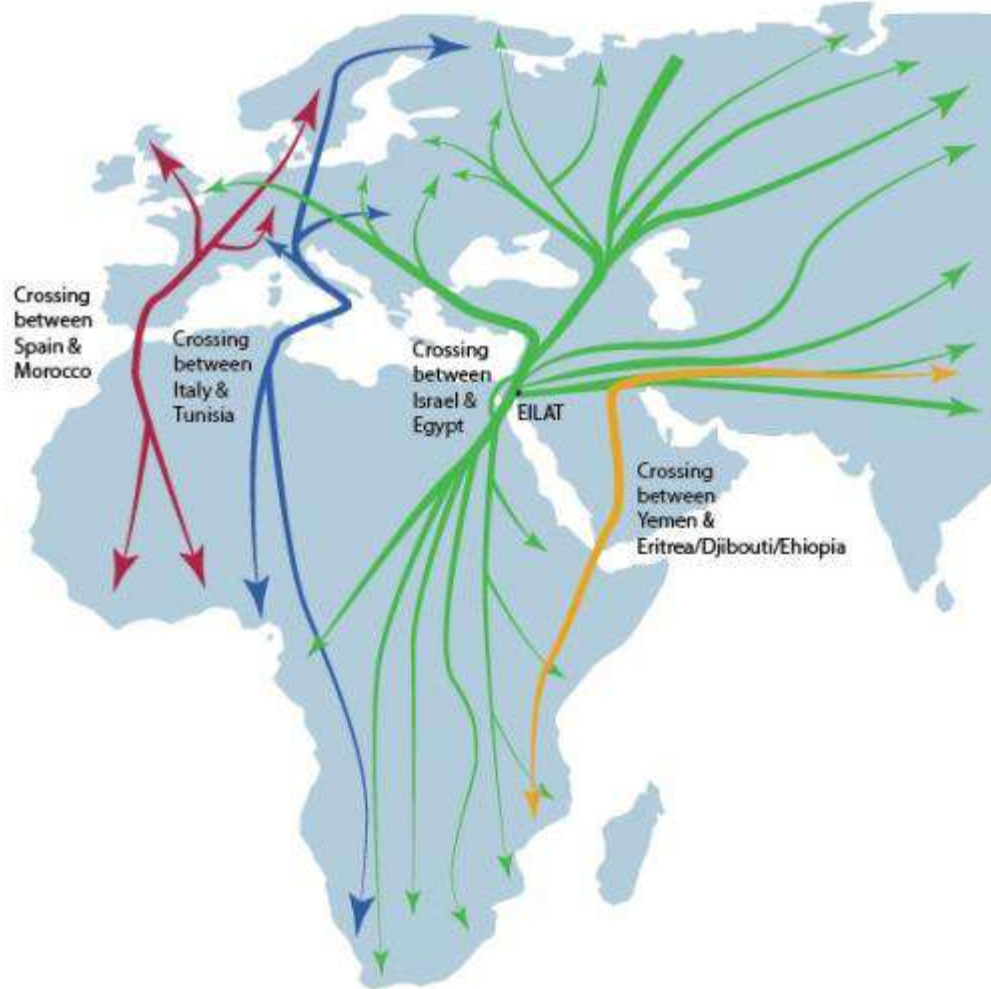 Crossing
between
Spain &
Morocco
Crossing
between
Italy &
Tunisia
Crossing
between
Israel &
Egypt
EILAT
Crossing
between
Yemen &
Eritrea/Djibouti/Ehiopia